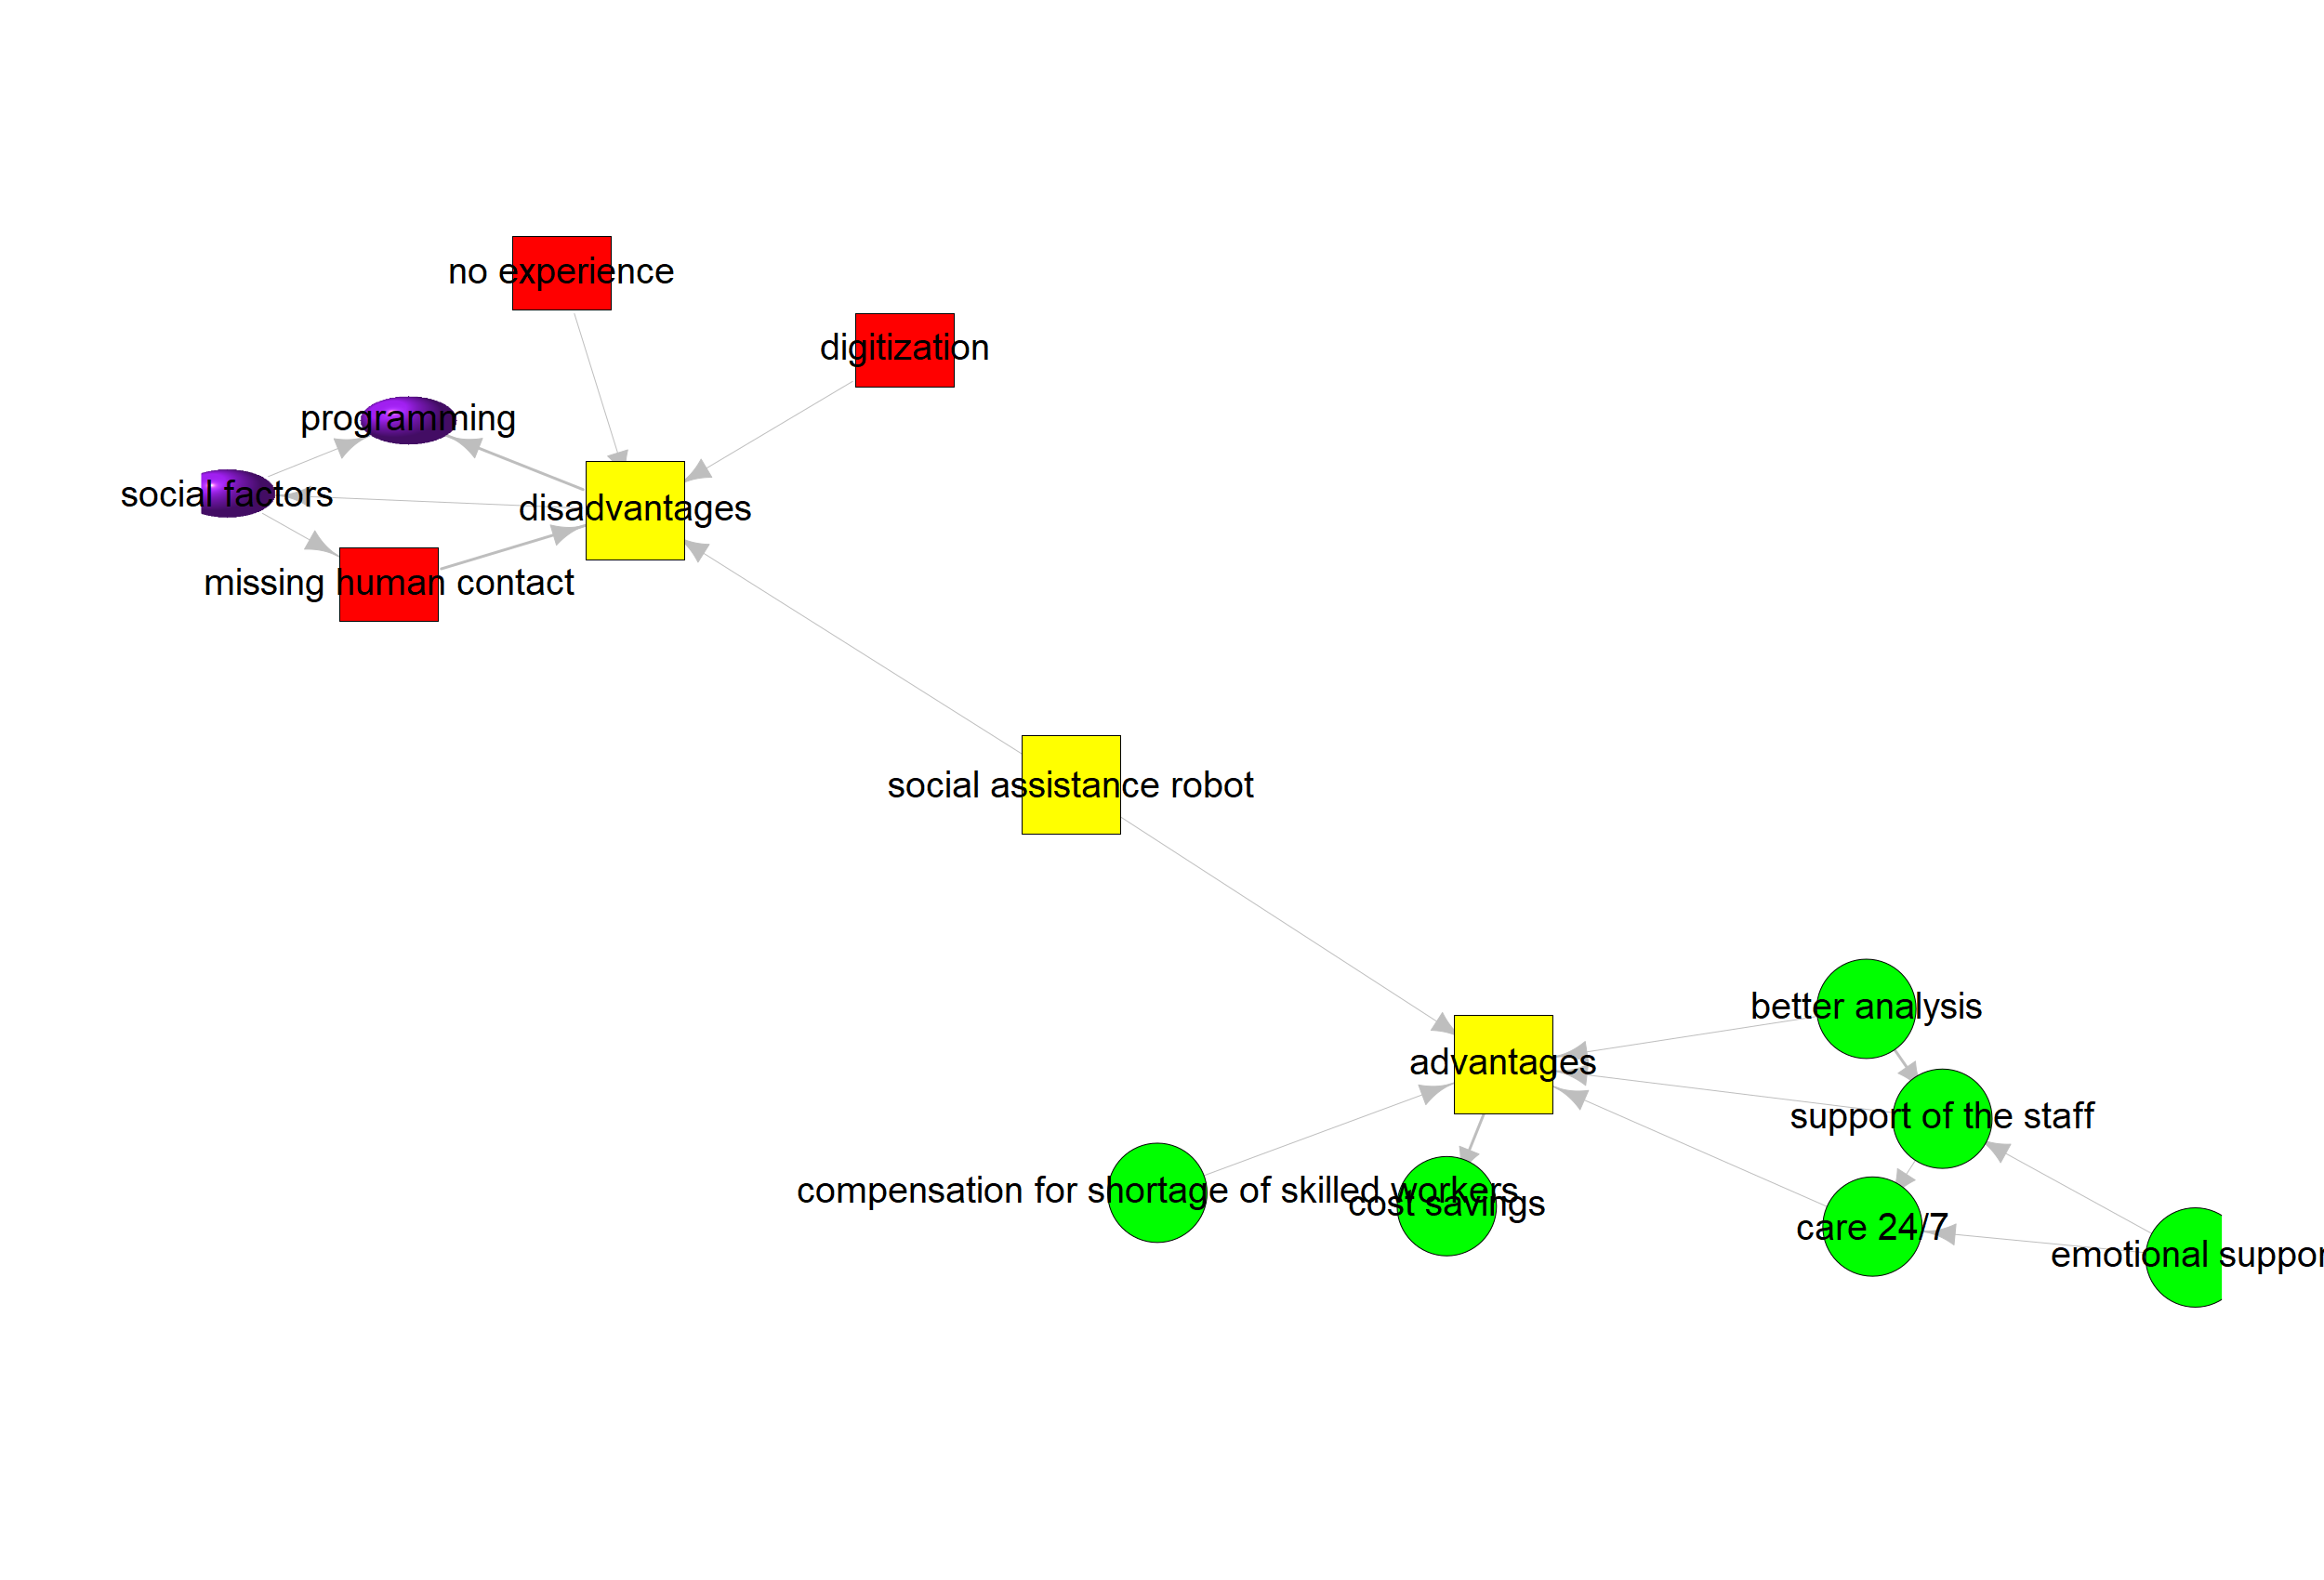 no experience
digitization
programming
social factors
disadvantages
missing human contact
social assistance robot
better analysis
advantages
support of the staff
compensation for shortage of skilled workers
cost savings
care 24/7
emotional suppor